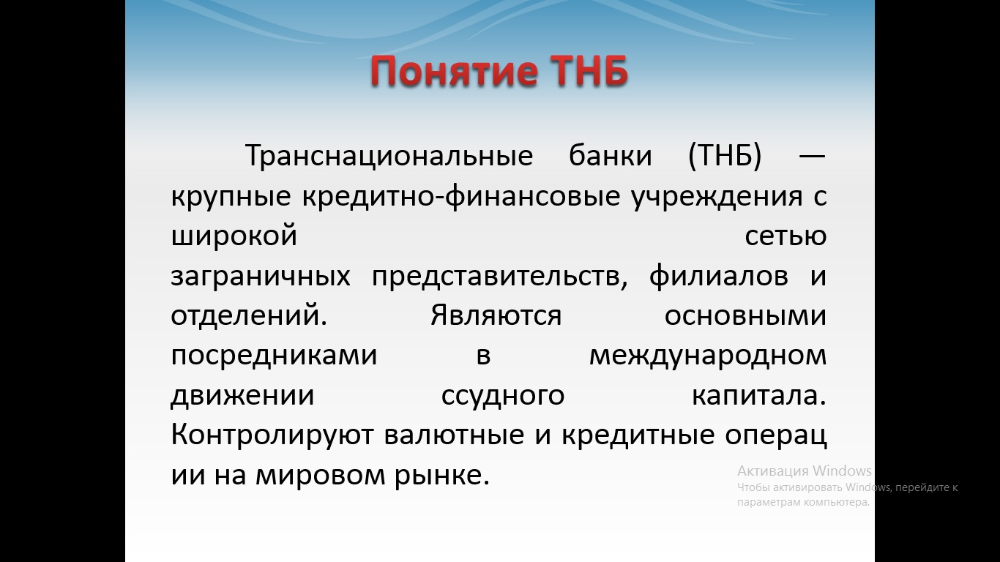 Понятие ТНБ
Транснациональные банки (ТНБ) —
крупные кредитно-финансовые учреждения с
широкой сетью
заграничных представительств, филиалов и
отделений. Являются основными
посредниками в международном
движении ссудного капитала.
Контролируют валютные и кредитные операц
ии на мировом рынке.
Активация Windows
Чтобы активировать Windows, перейдите к
параметрам компьютера.